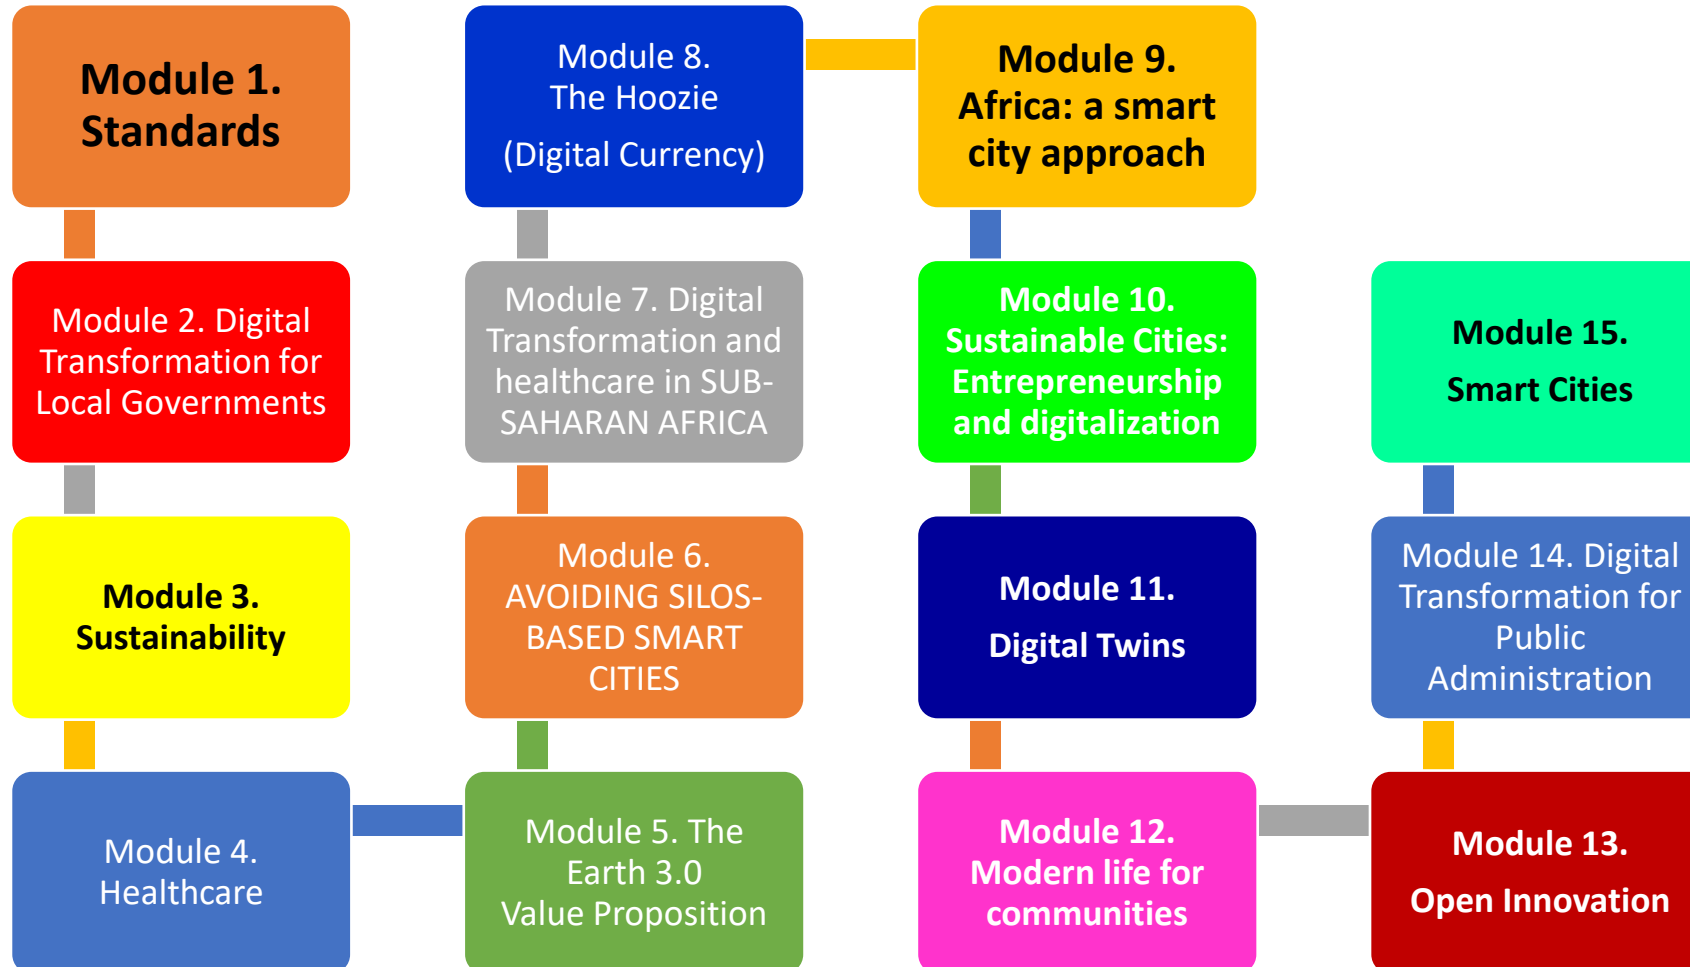 Module 1.
Standards
Module 2. Digital
Transformation for
Local Governments
Module 3.
Sustainability
Module 4.
Healthcare
Module 5. The
Earth 3.0
Value Proposition
Module 6.
AVOIDING SILOS-
BASED SMART
CITIES
Module 7. Digital
Transformation and
healthcare in SUB-
SAHARAN AFRICA
Module 8.
The Hoozie
(Digital Currency)
Module 9.
Africa: a smart
city approach
Module 10.
Sustainable Cities:
Entrepreneurship
and digitalization
Module 11.
Digital Twins
Module 12.
Modern life for
communities
Module 13.
Open Innovation
Module 14. Digital
Transformation for
Public
Administration
Module 15.
Smart Cities